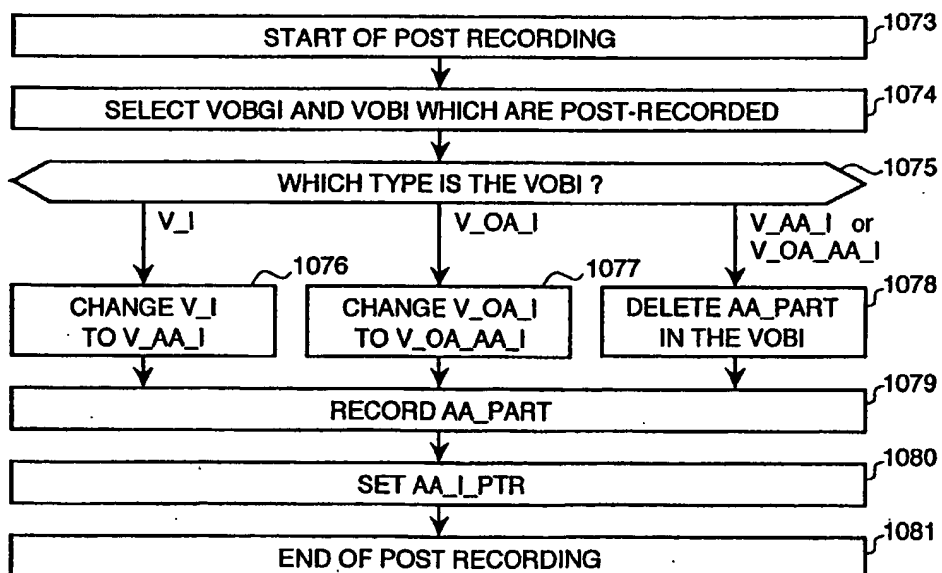 1073
START OF POST RECORDING
1074
SELECT VOBGI AND VOBI WHICH ARE POST-RECORDED
1075
WHICH TYPE IS THE VOBI ?
V_I
V_OA_I
V_AA_I or
V_OA_AA_I
1076
CHANGE V_I
TO V_AA_I
1077
CHANGE V_OA_I
TO V_OA_AA_I
1078
DELETE AA_PART
IN THE VOBI
1079
RECORD AA_PART
1080
SET AA_I_PTR
1081
END OF POST RECORDING